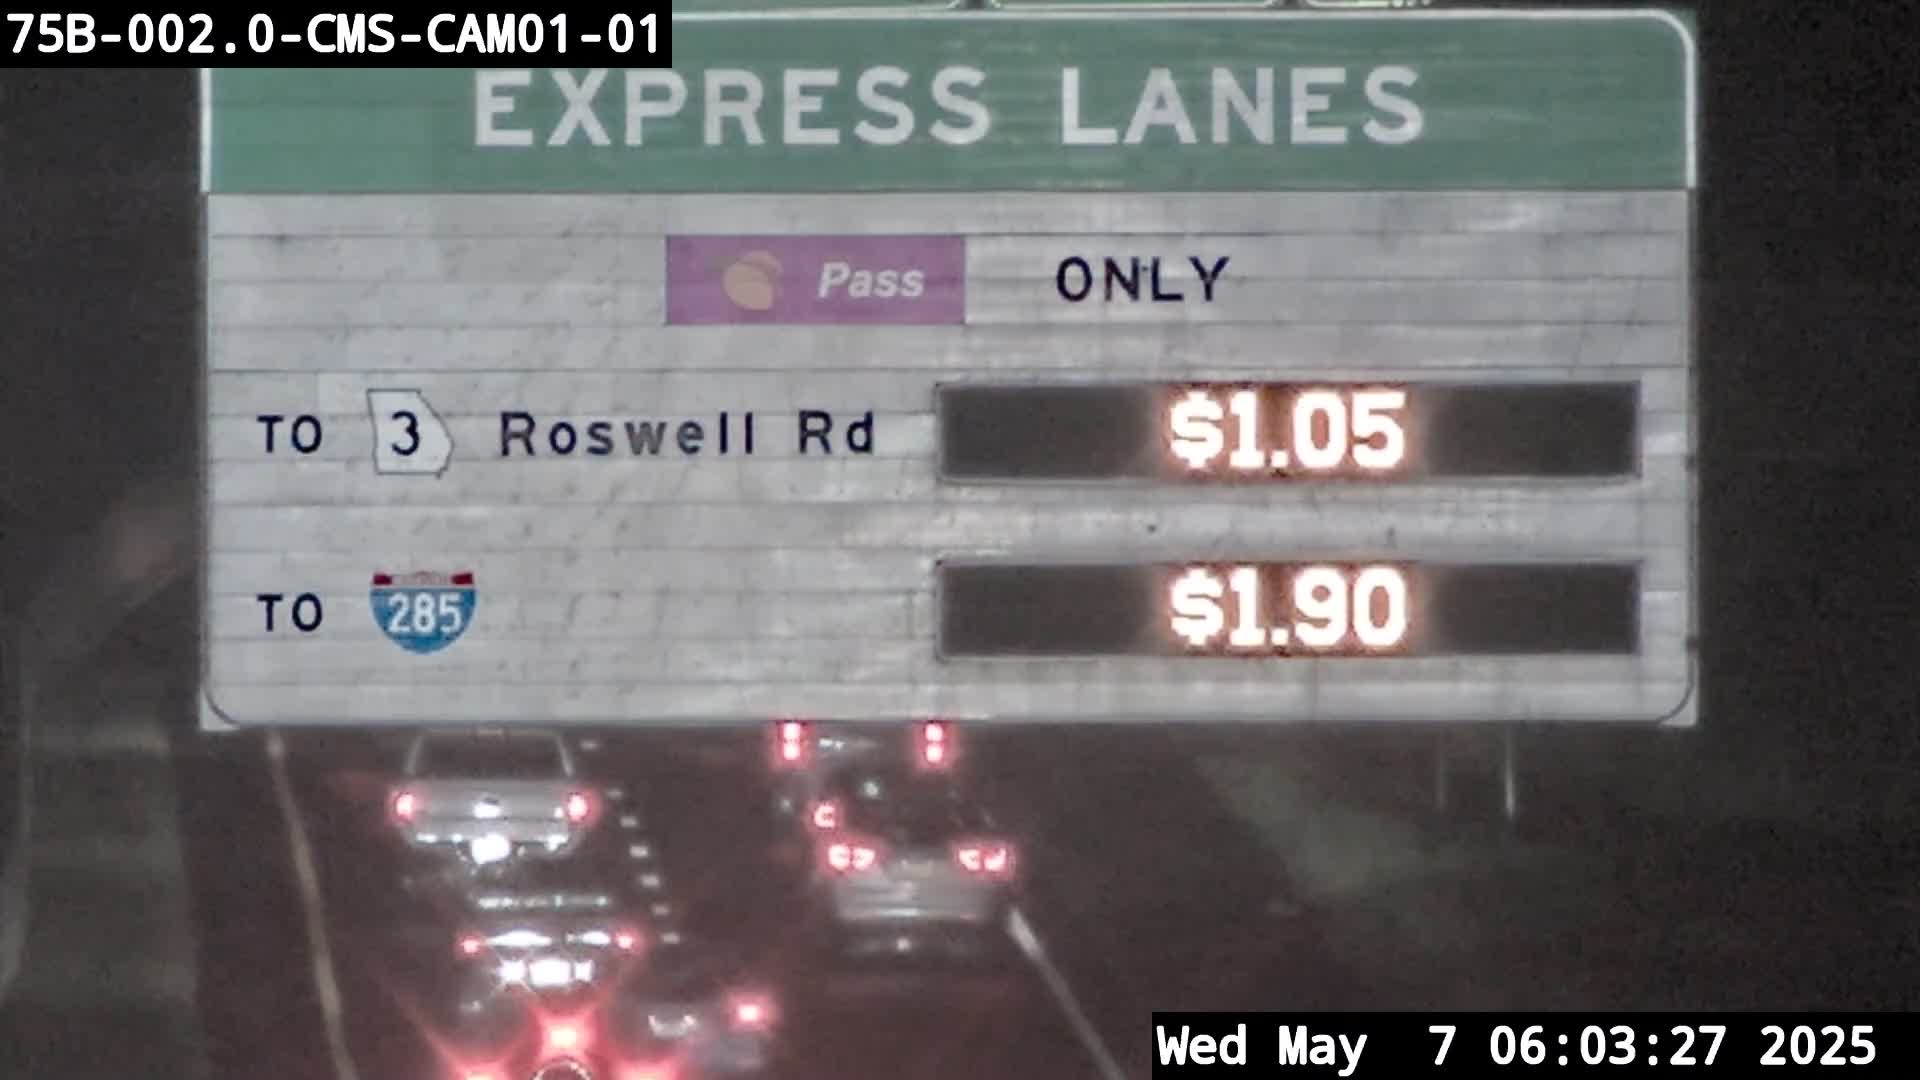 75B-002.0-CMS-CAM01-01
EXPRESS LANES
Pass ONLY
TO 3 Roswell Rd $1.05
TO 285 $1.90
Wed May 7 06:03:27 2025